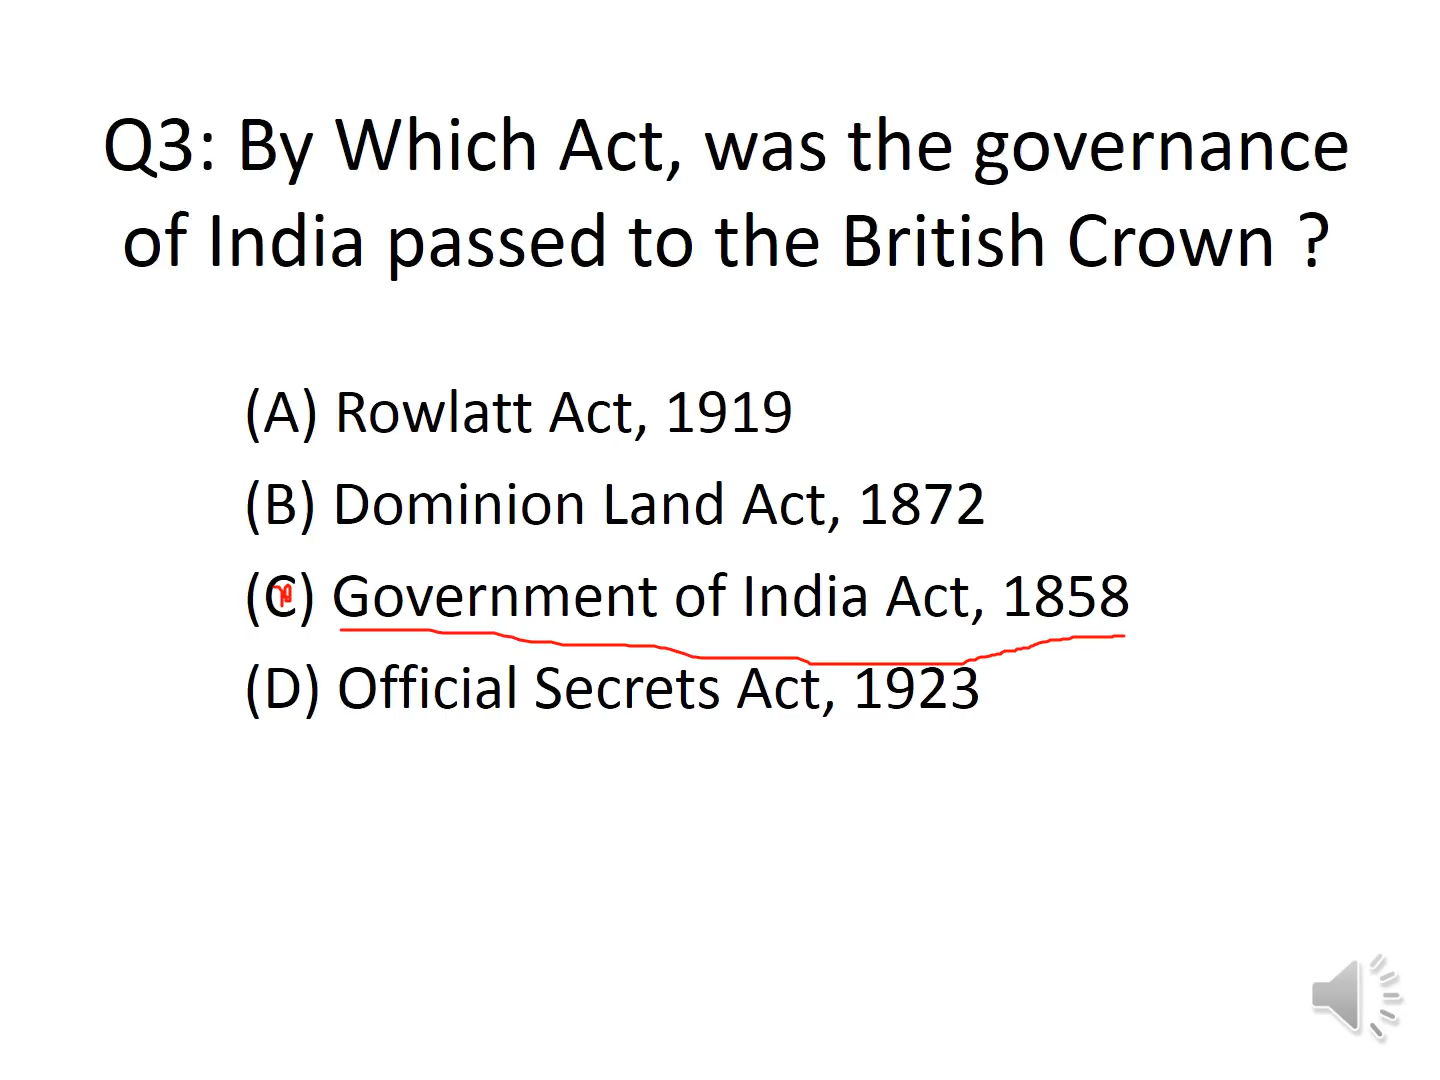 Q3: By Which Act, was the governance
of India passed to the British Crown ?
(A) Rowlatt Act, 1919
(B) Dominion Land Act, 1872
(C) Government of India Act, 1858
(D) Official Secrets Act, 1923